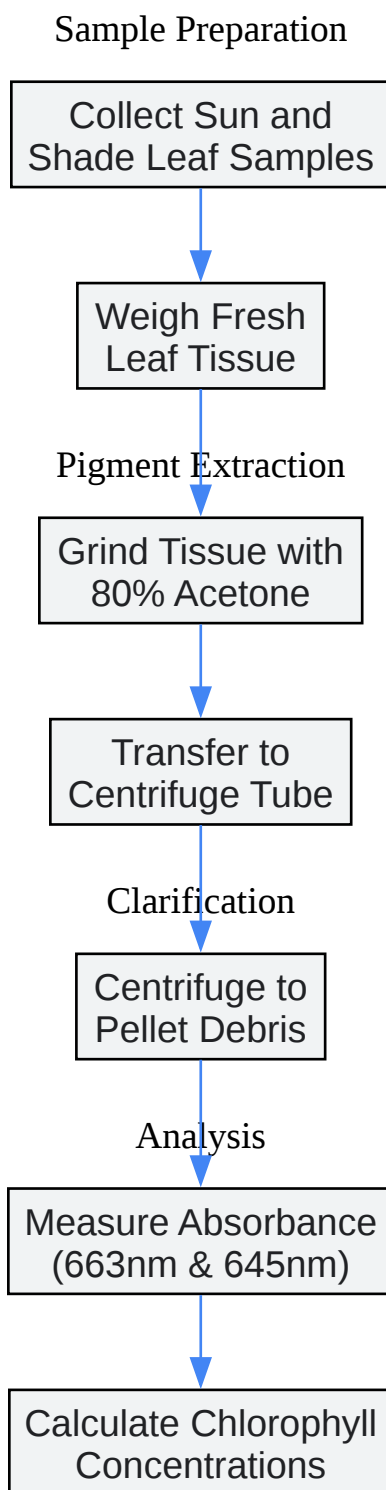 Sample Preparation
Collect Sun and
Shade Leaf Samples
Weigh Fresh
Leaf Tissue
Pigment Extraction
Grind Tissue with
80% Acetone
Transfer to
Centrifuge Tube
Clarification
Centrifuge to
Pellet Debris
Analysis
Measure Absorbance
(663nm & 645nm)
Calculate Chlorophyll
Concentrations